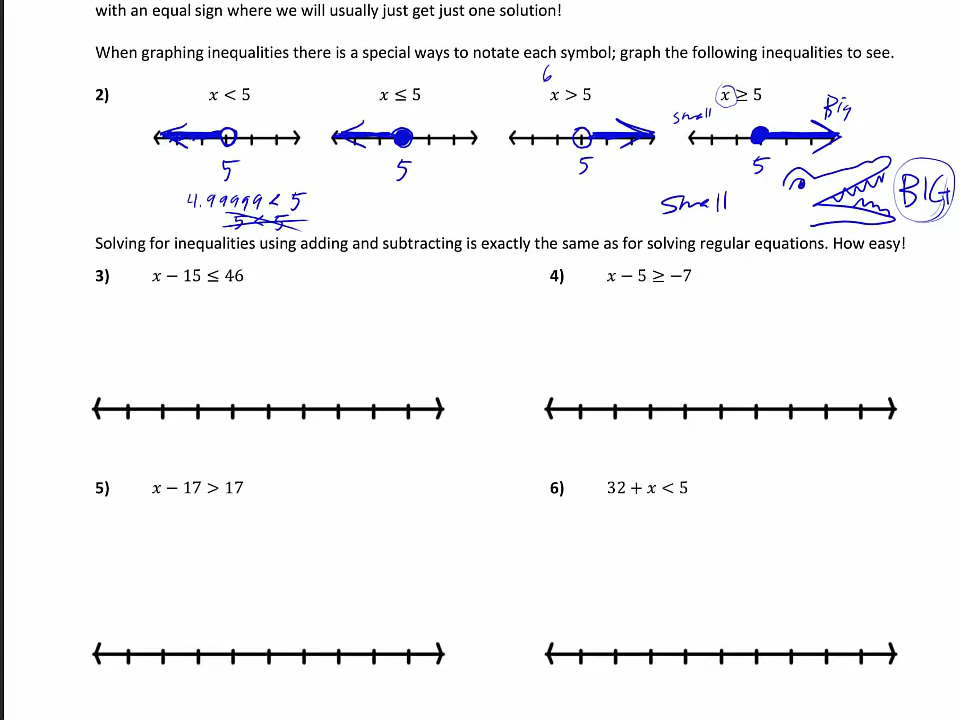 with an equal sign where we will usually just get just one solution!
When graphing inequalities there is a special ways to notate each symbol; graph the following inequalities to see.
6
2) x < 5 x ≤ 5 x > 5 x ≥ 5
small Big
5 5 5 5
4.99999 < 5
5 < 5
small BIG
Solving for inequalities using adding and subtracting is exactly the same as for solving regular equations. How easy!
3) x − 15 ≤ 46 4) x − 5 ≥ −7
5) x − 17 > 17 6) 32 + x < 5